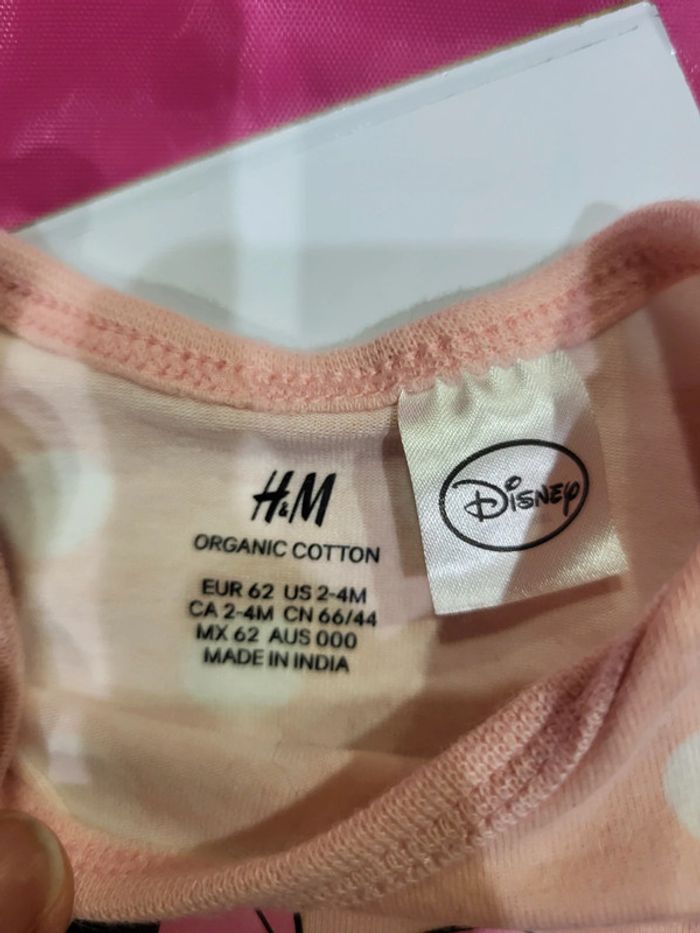 H&M
ORGANIC COTTON
EUR 62 US 2-4M
CA 2-4M CN 66/44
MX 62 AUS 000
MADE IN INDIA
Disney